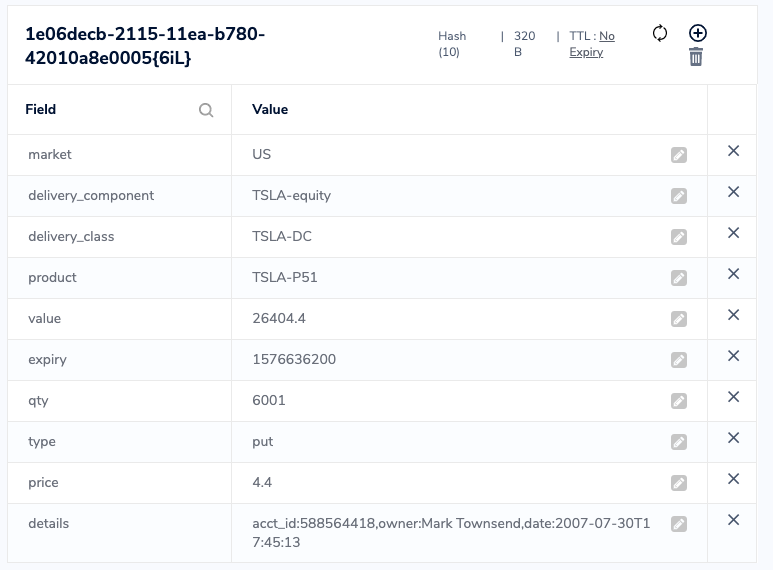 1e06decb-2115-11ea-b780-
42010a8e0005{6iL}
Hash
(10)
|
320
B
|
TTL : No
Expiry
Field
Value
market
US
delivery_component
TSLA-equity
delivery_class
TSLA-DC
product
TSLA-P51
value
26404.4
expiry
1576636200
qty
6001
type
put
price
4.4
details
acct_id:588564418,owner:Mark Townsend,date:2007-07-30T1
7:45:13